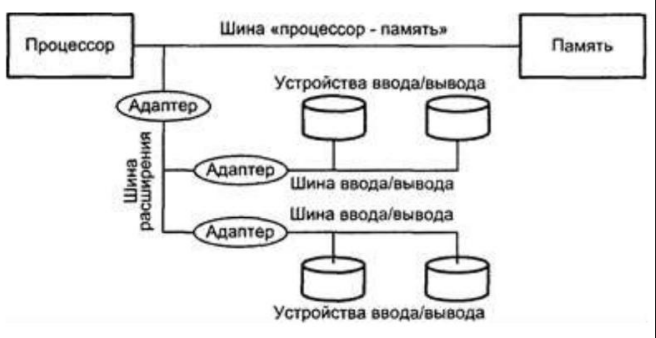 Шина «процессор - память»
Процессор
Память
Устройства ввода/вывода
Адаптер
Шина
расширения
Адаптер
Шина ввода/вывода
Шина ввода/вывода
Адаптер
Устройства ввода/вывода